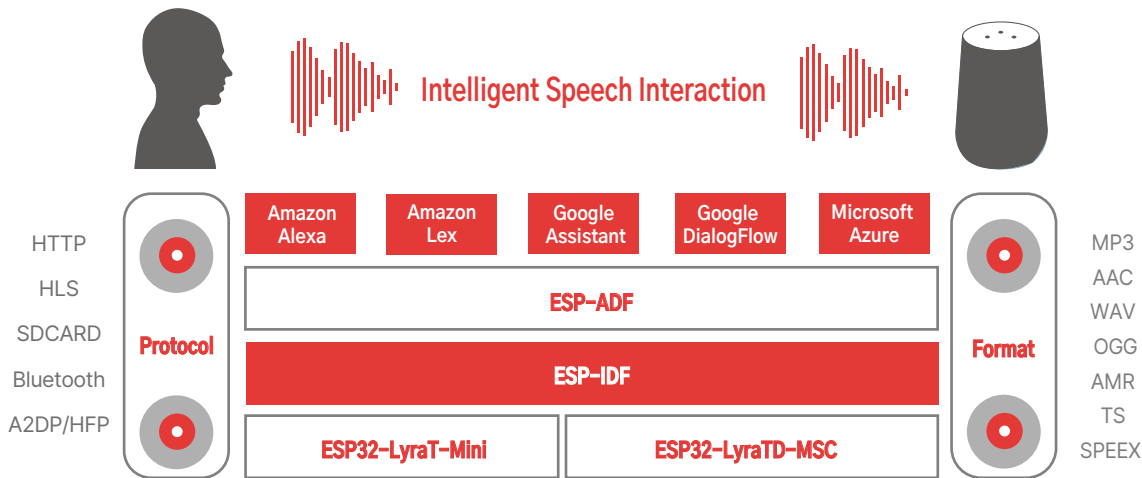 Intelligent Speech Interaction
HTTP
HLS
SDCARD
Bluetooth
A2DP/HFP
Protocol
Amazon
Alexa
Amazon
Lex
Google
Assistant
Google
DialogFlow
Microsoft
Azure
ESP-ADF
ESP-IDF
ESP32-LyraT-Mini
ESP32-LyraTD-MSC
Format
MP3
AAC
WAV
OGG
AMR
TS
SPEEX